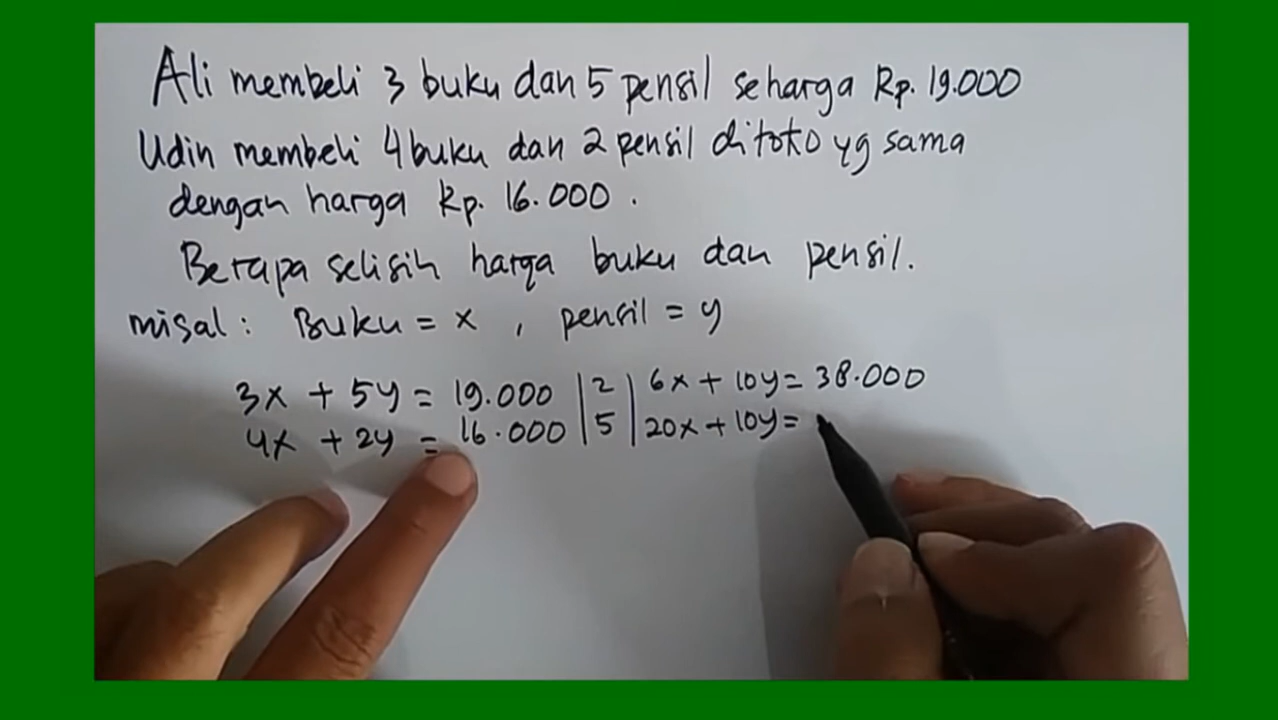 Ali membeli 3 buku dan 5 pensil seharga Rp. 19.000
Udin membeli 4 buku dan 2 pensil ditoko yg sama
dengan harga Rp. 16.000 .
Berapa selisih harga buku dan pensil.
misal : Buku = x , pensil = y
3x + 5y = 19.000 | 2 | 6x + 10y = 38.000
4x + 2y = 16.000 | 5 | 20x + 10y =